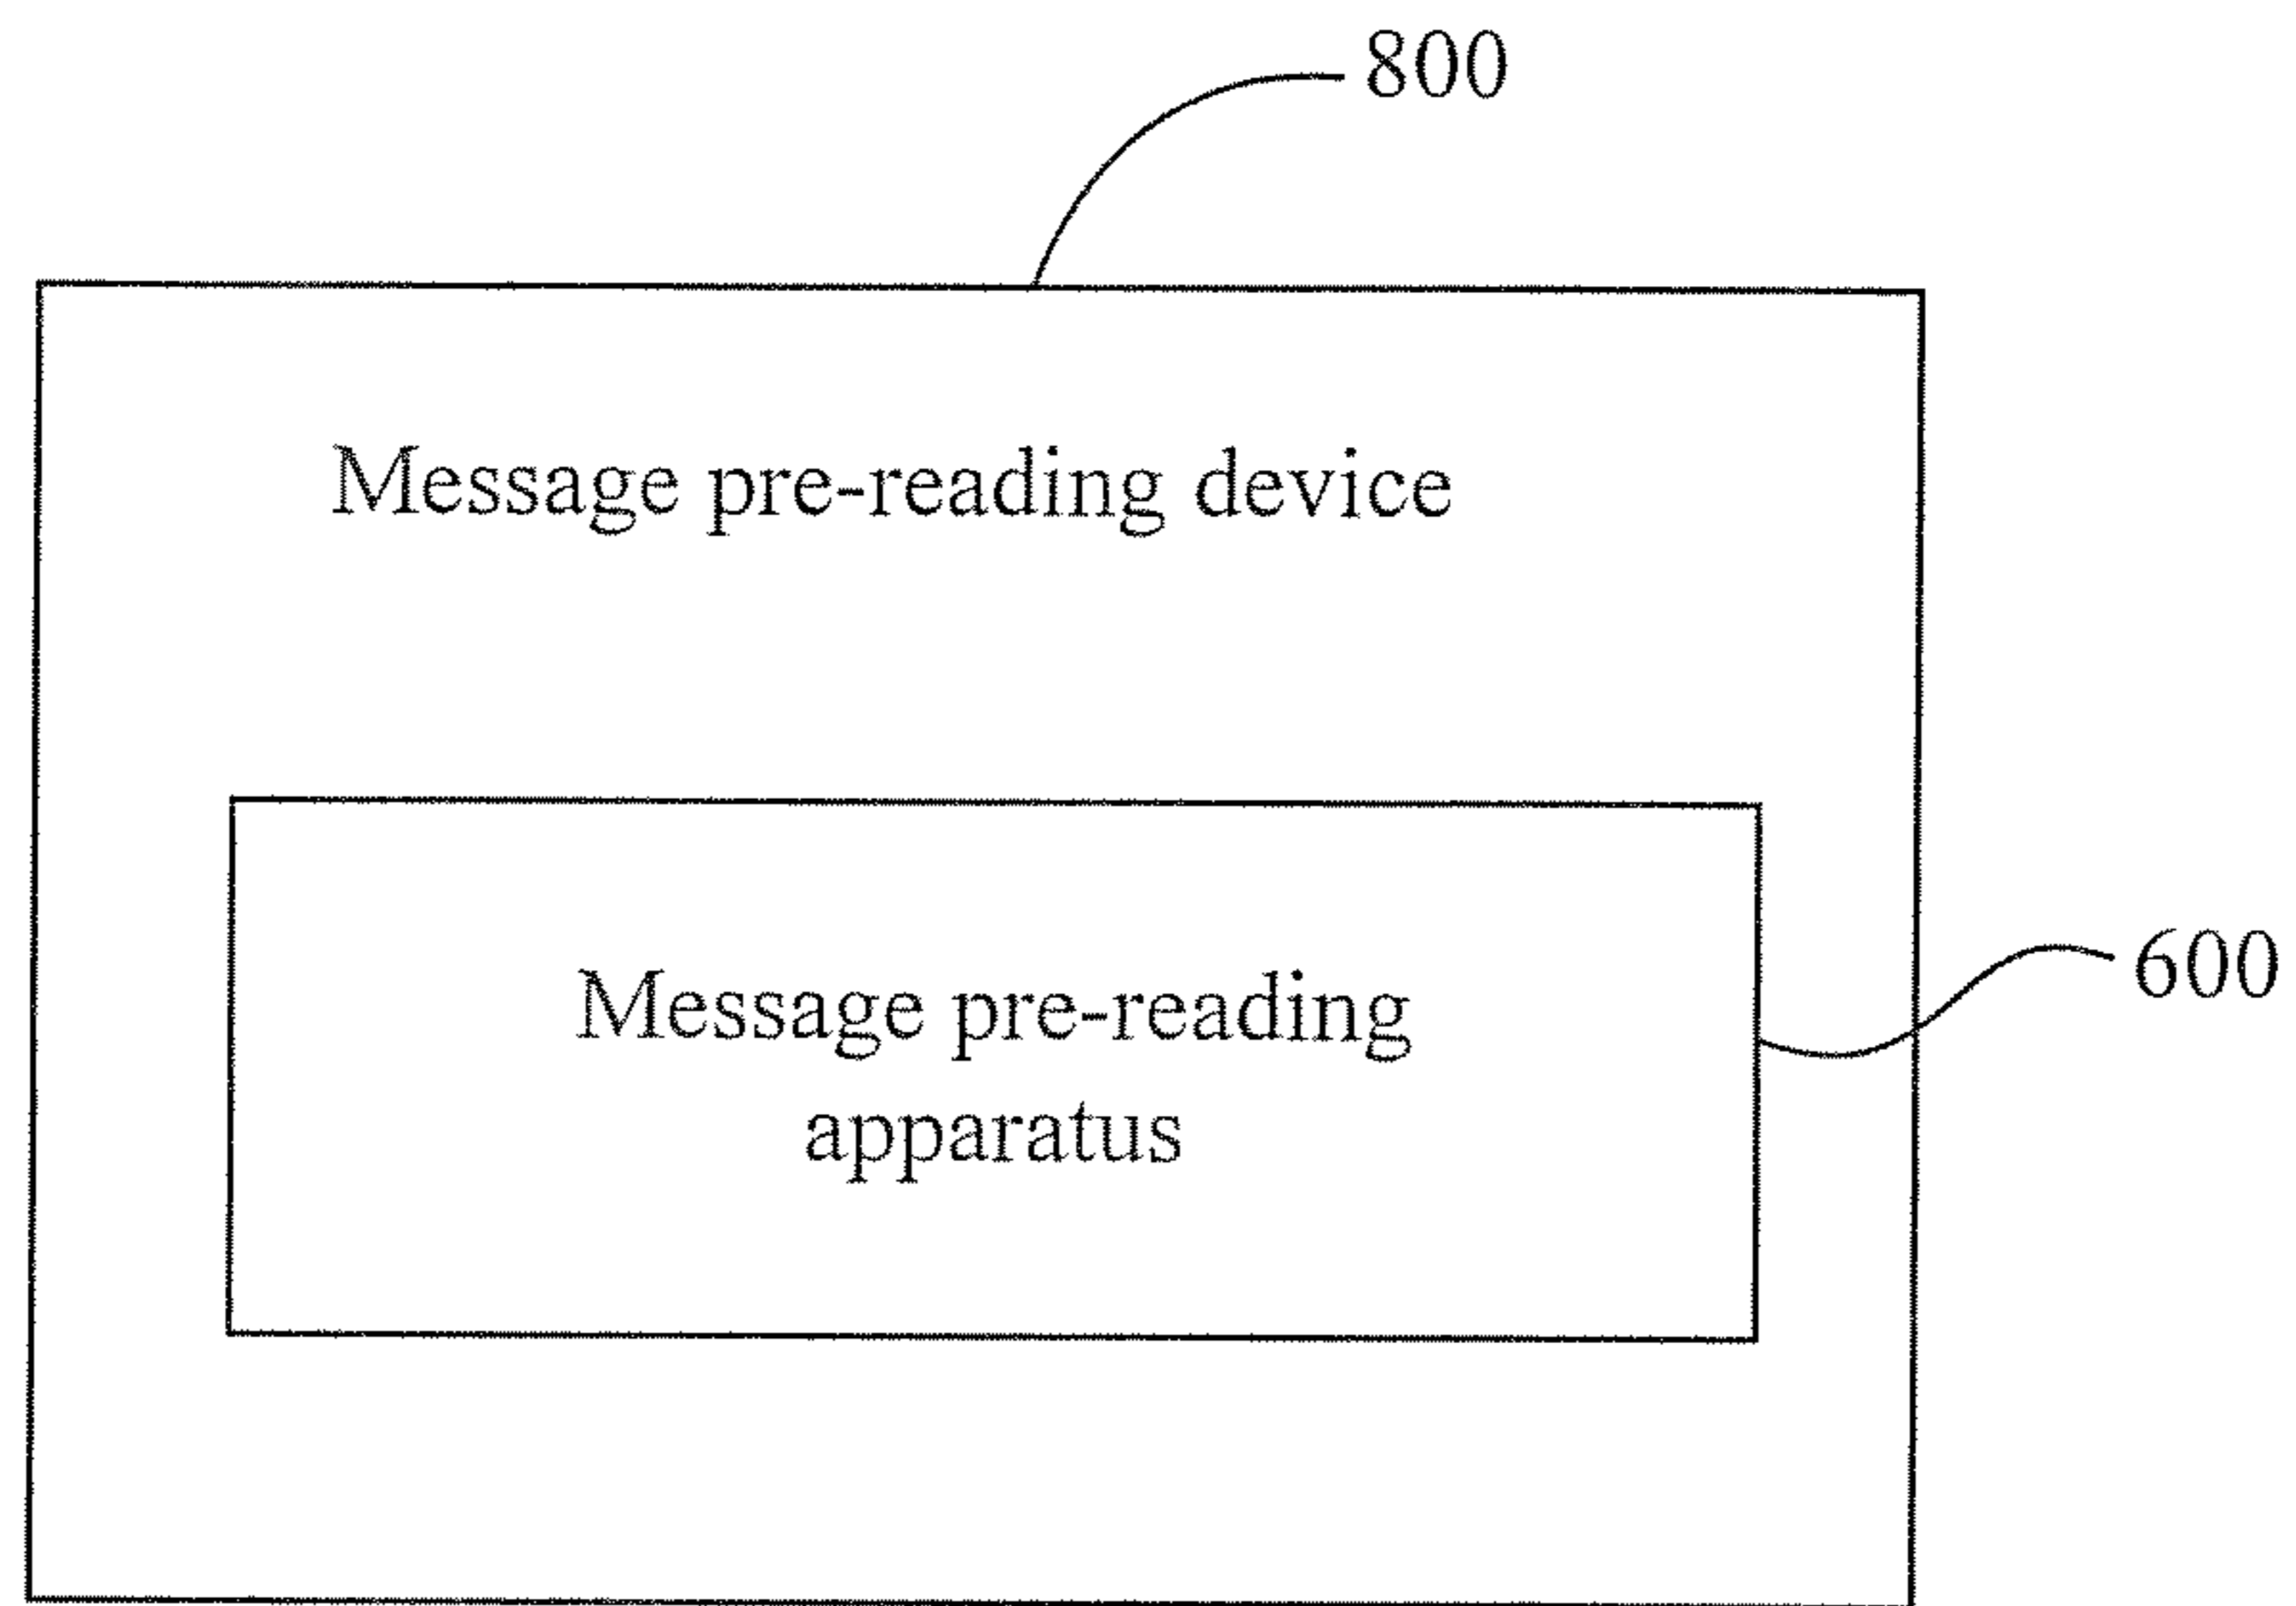 800
Message pre-reading device
Message pre-reading
apparatus
600